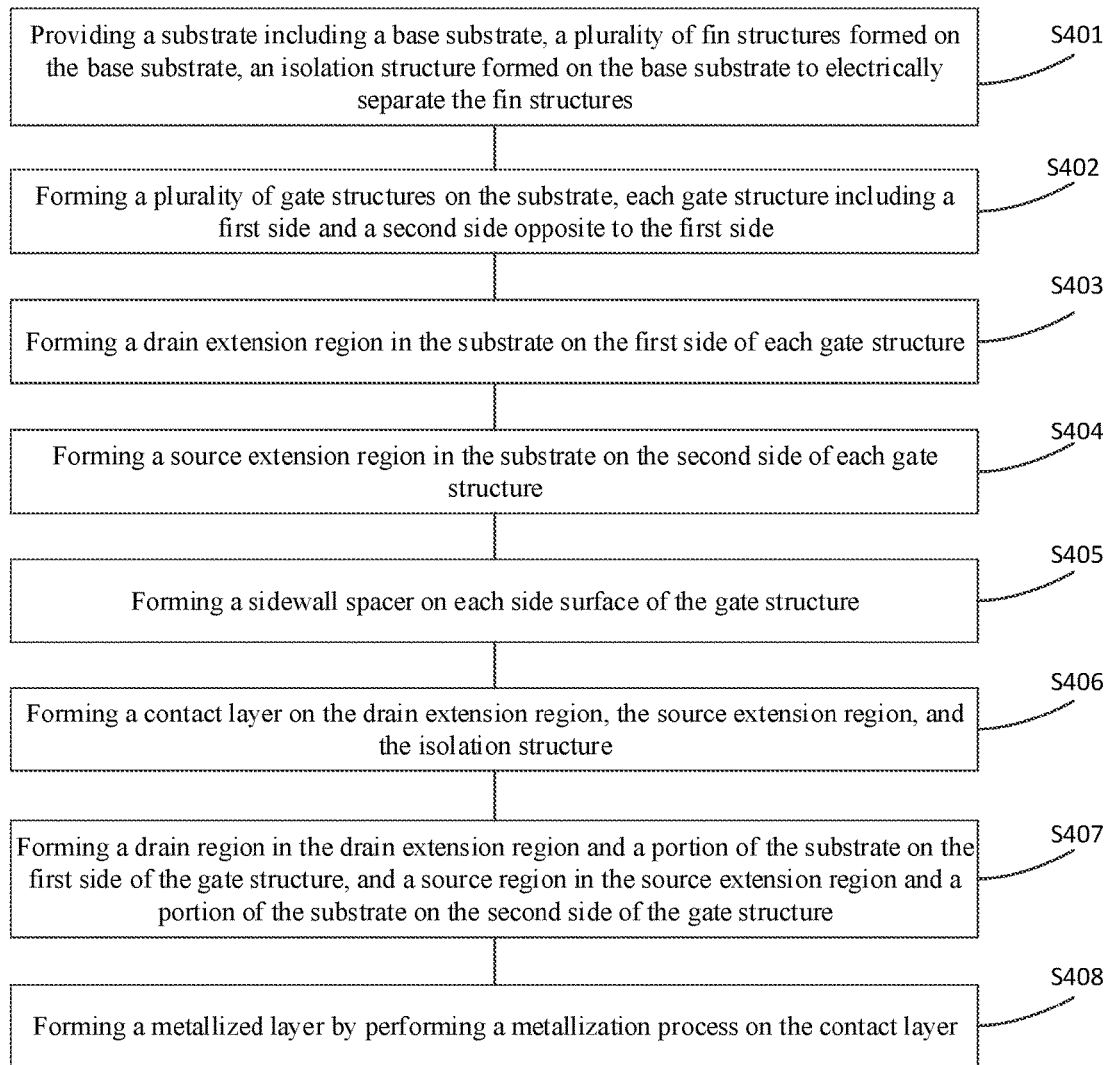 Providing a substrate including a base substrate, a plurality of fin structures formed on
the base substrate, an isolation structure formed on the base substrate to electrically
separate the fin structures
S401
Forming a plurality of gate structures on the substrate, each gate structure including a
first side and a second side opposite to the first side
S402
Forming a drain extension region in the substrate on the first side of each gate structure
S403
Forming a source extension region in the substrate on the second side of each gate
structure
S404
Forming a sidewall spacer on each side surface of the gate structure
S405
Forming a contact layer on the drain extension region, the source extension region, and
the isolation structure
S406
Forming a drain region in the drain extension region and a portion of the substrate on the
first side of the gate structure, and a source region in the source extension region and a
portion of the substrate on the second side of the gate structure
S407
Forming a metallized layer by performing a metallization process on the contact layer
S408